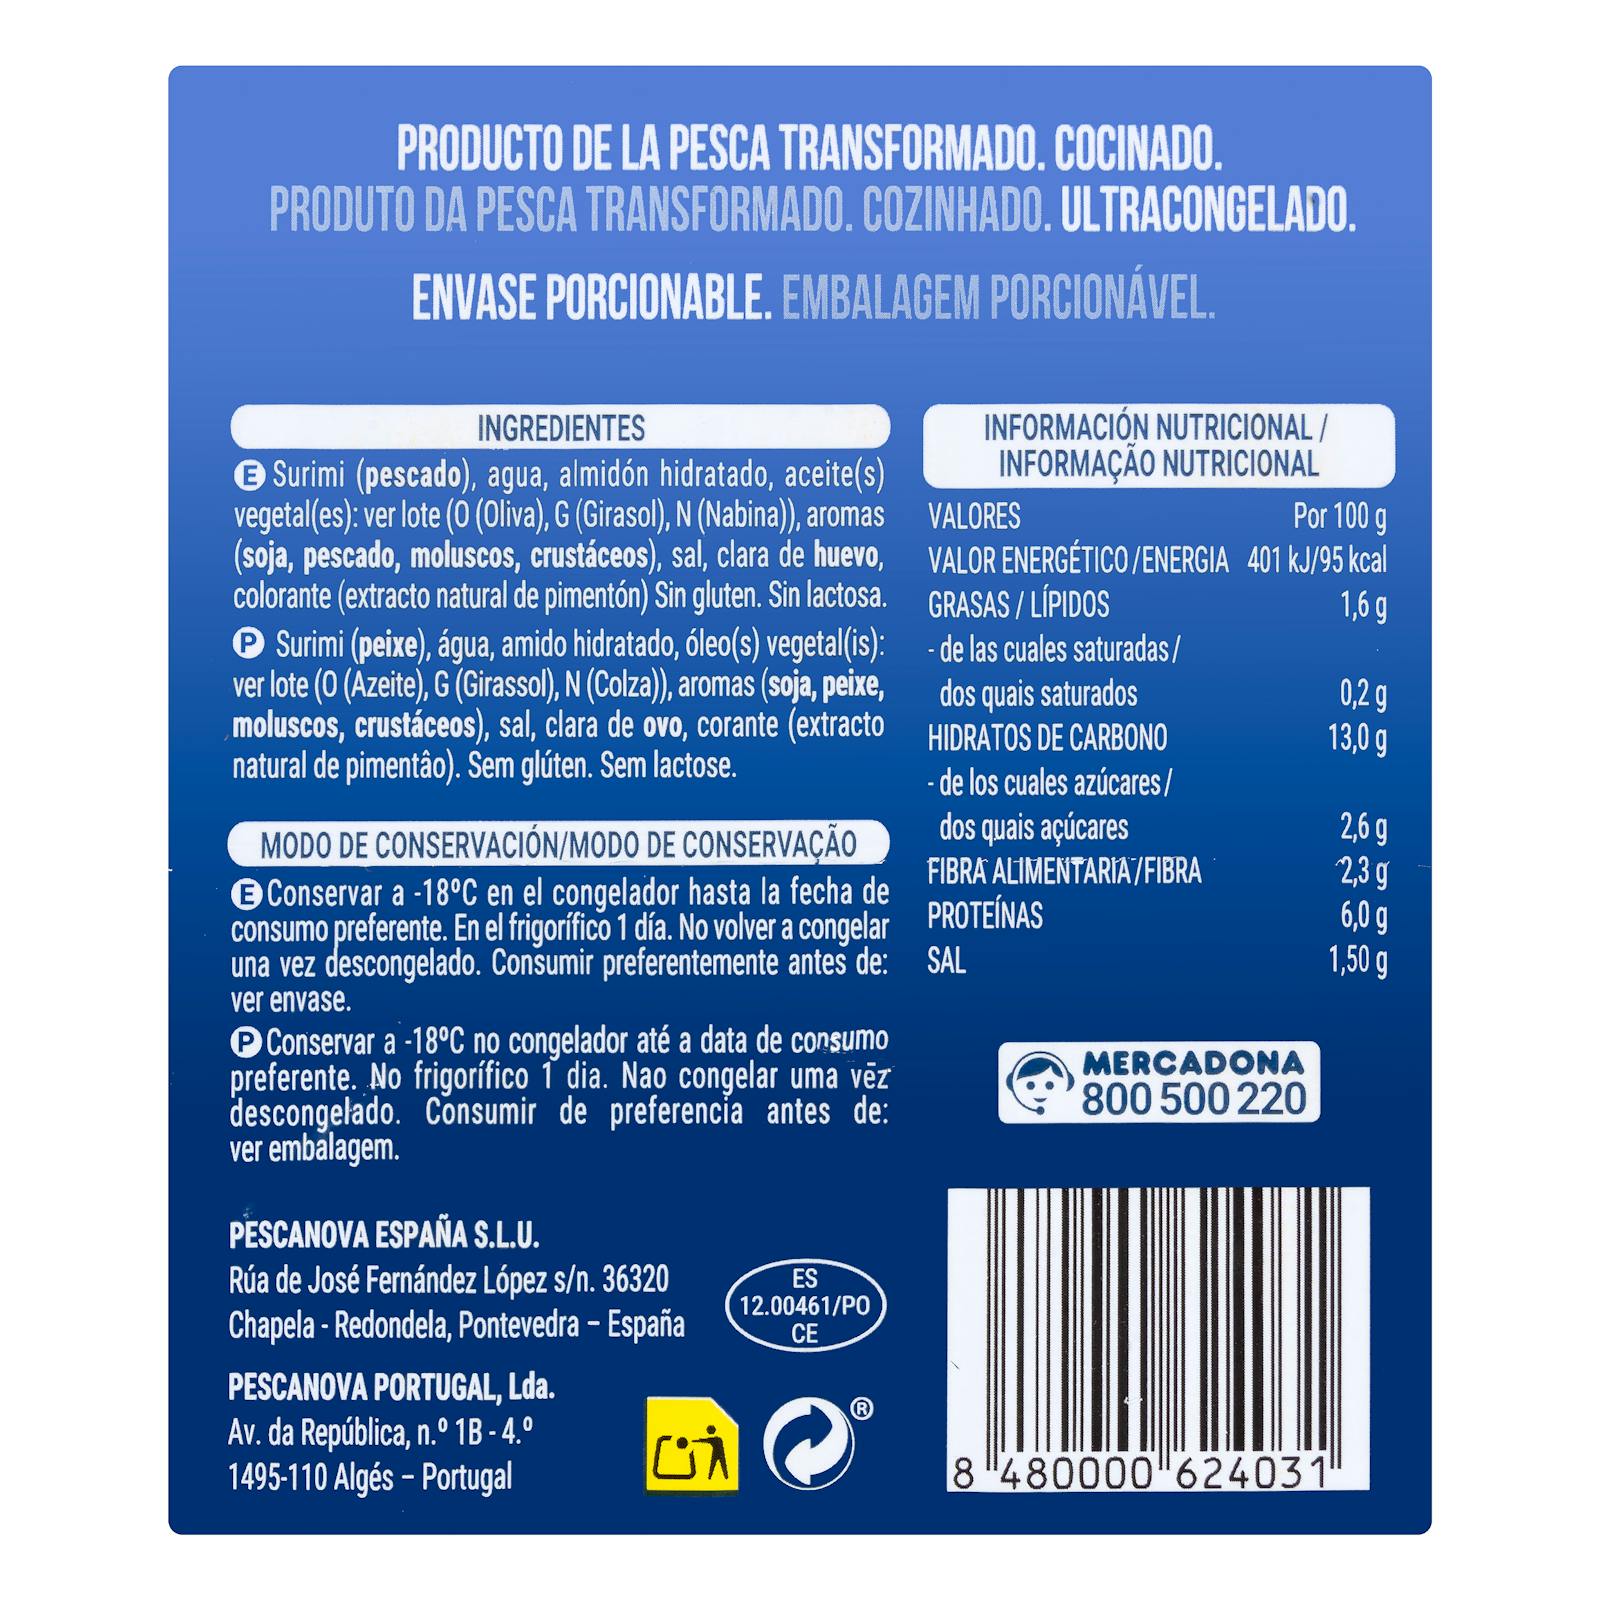 PRODUCTO DE LA PESCA TRANSFORMADO. COCINADO.
PRODUTO DA PESCA TRANSFORMADO. COZINHADO. ULTRACONGELADO.
ENVASE PORCIONABLE. EMBALAGEM PORCIONÁVEL.
INGREDIENTES
E Surimi (pescado), agua, almidón hidratado, aceite(s)
vegetal(es): ver lote (O (Oliva), G (Girasol), N (Nabina)), aromas
(soja, pescado, moluscos, crustáceos), sal, clara de huevo,
colorante (extracto natural de pimentón) Sin gluten. Sin lactosa.
P Surimi (peixe), água, amido hidratado, óleo(s) vegetal(is):
ver lote (O (Azeite), G (Girassol), N (Colza)), aromas (soja, peixe,
moluscos, crustáceos), sal, clara de ovo, corante (extracto
natural de pimentâo). Sem glúten. Sem lactose.
MODO DE CONSERVACIÓN/MODO DE CONSERVAÇÃO
E Conservar a -18ºC en el congelador hasta la fecha de
consumo preferente. En el frigorífico 1 día. No volver a congelar
una vez descongelado. Consumir preferentemente antes de:
ver envase.
P Conservar a -18ºC no congelador até a data de consumo
preferente. No frigorífico 1 dia. Nao congelar uma vez
descongelado. Consumir de preferencia antes de:
ver embalagem.
PESCANOVA ESPAÑA S.L.U.
Rúa de José Fernández López s/n. 36320
Chapela - Redondela, Pontevedra – España
PESCANOVA PORTUGAL, Lda.
Av. da República, n.º 1B - 4.º
1495-110 Algés – Portugal
ES
12.00461/PO
CE
®
INFORMACIÓN NUTRICIONAL /
INFORMAÇÃO NUTRICIONAL
VALORES Por 100 g
VALOR ENERGÉTICO / ENERGIA 401 kJ/95 kcal
GRASAS / LÍPIDOS 1,6 g
- de las cuales saturadas /
dos quais saturados 0,2 g
HIDRATOS DE CARBONO 13,0 g
- de los cuales azúcares /
dos quais açúcares 2,6 g
FIBRA ALIMENTARIA / FIBRA 2,3 g
PROTEÍNAS 6,0 g
SAL 1,50 g
MERCADONA
800 500 220
8 480000 624031